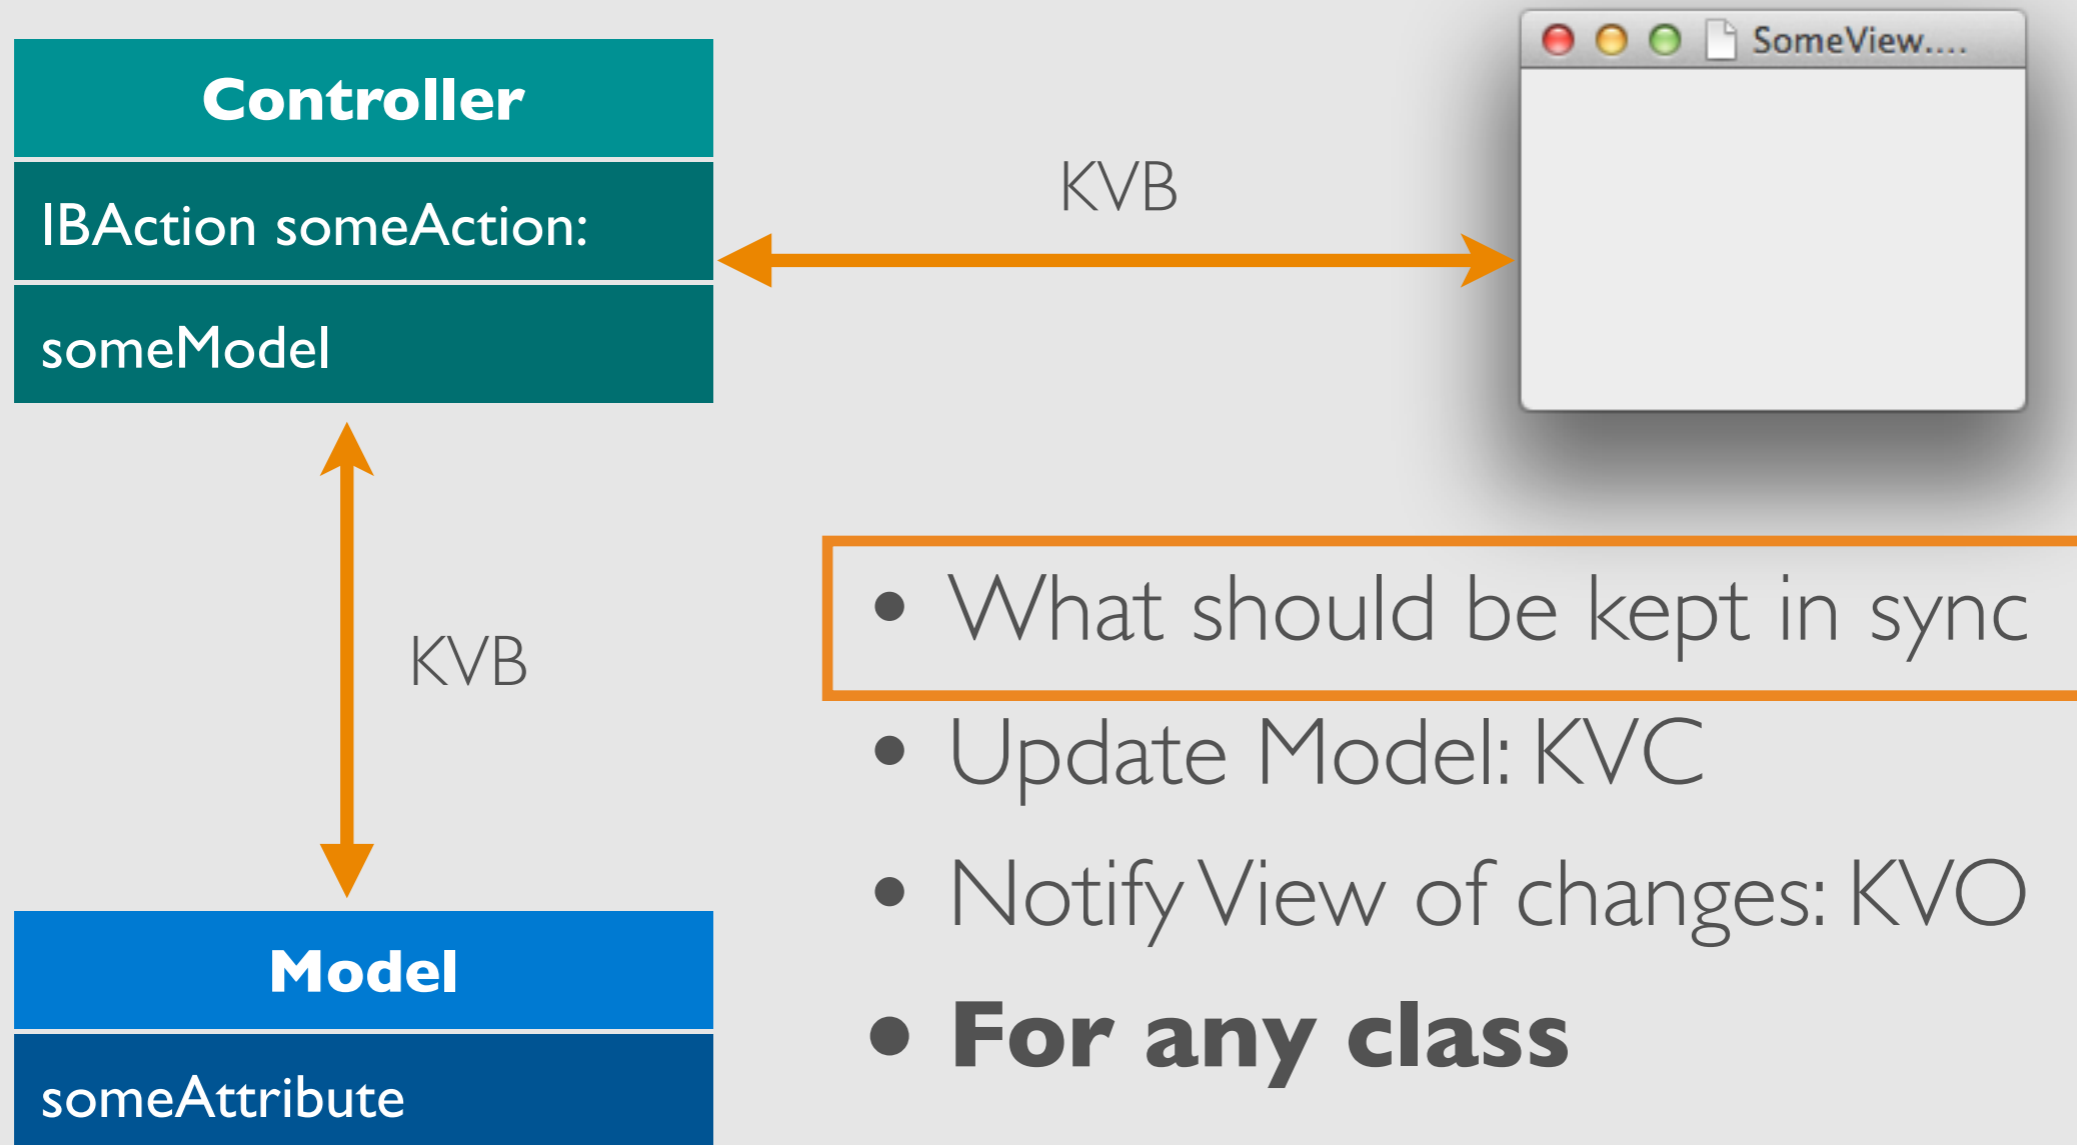 Controller
IBAction someAction:
someModel
KVB
SomeView....
KVB
Model
someAttribute
• What should be kept in sync
• Update Model: KVC
• Notify View of changes: KVO
• For any class